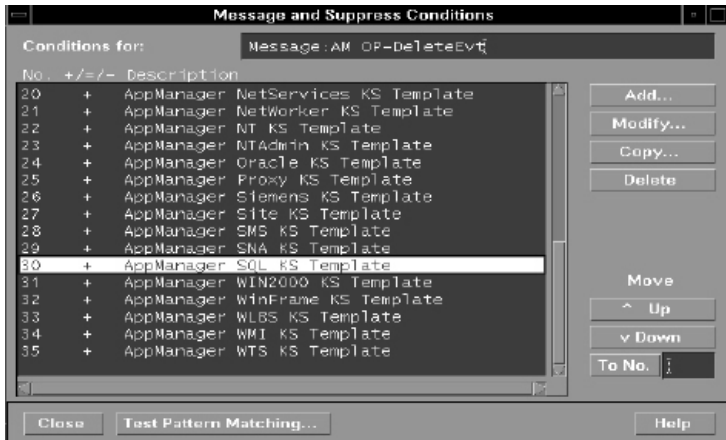 Message and Suppress Conditions
Conditions for: Message:AM OP-DeleteEvt
No. +/=/- Description
20 + AppManager NetServices KS Template
21 + AppManager NetWorker KS Template
22 + AppManager NT KS Template
23 + AppManager NTAdmin KS Template
24 + AppManager Oracle KS Template
25 + AppManager Proxy KS Template
26 + AppManager Siemens KS Template
27 + AppManager Site KS Template
28 + AppManager SMS KS Template
29 + AppManager SNA KS Template
30 + AppManager SQL KS Template
31 + AppManager WIN2000 KS Template
32 + AppManager WinFrame KS Template
33 + AppManager WLBS KS Template
34 + AppManager WMI KS Template
35 + AppManager WTS KS Template
Add...
Modify...
Copy...
Delete
Move
^ Up
v Down
To No.
Close Test Pattern Matching... Help